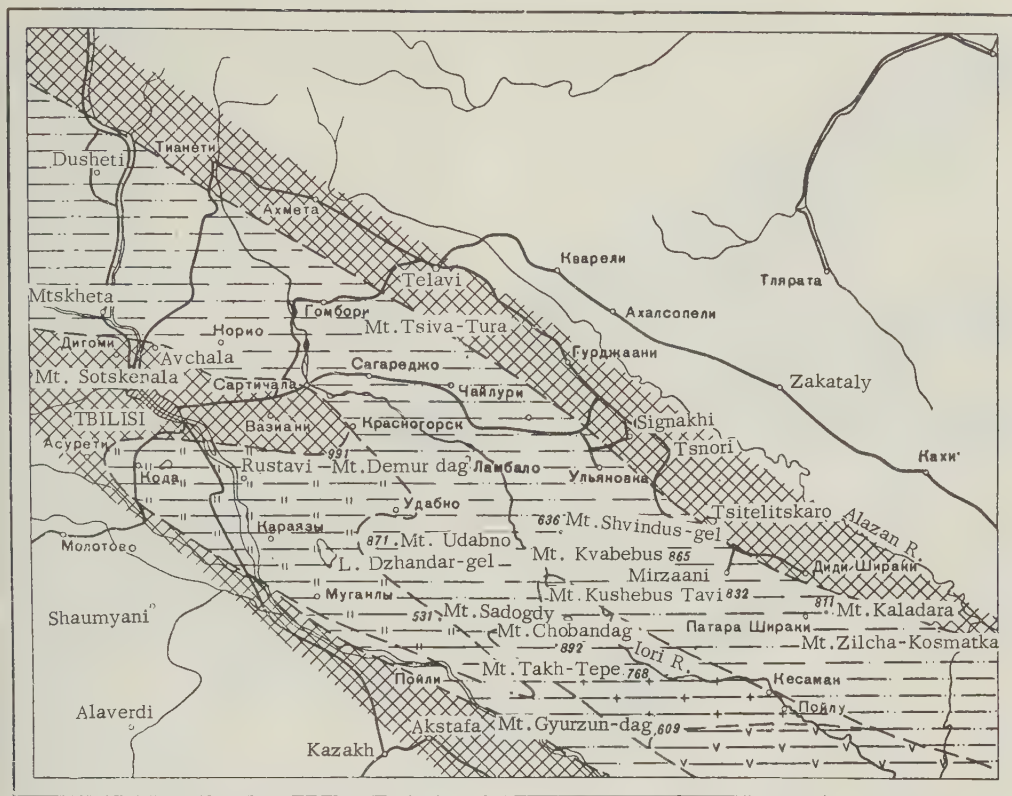 Тианети
Dusheti
Ахмета
Кварели
Telavi
Тлярата
Mtskheta
Гомбори
Ахалсопели
Mt. Tsiva-Tura
Норио
Дигоми
Avchala
Гурджаани
Сагареджо
Mt. Sotskenala
Сартичала
Чайлури
Zakataly
TBILISI
Вазиани
Красногорск
Signakhi
Асурети
Tsnori
991
Rustavi
Mt. Demur dag
Ламбало
Ульяновка
Кахи
Кода
Удабно
Tsitelitskaro
Караязы
636 Mt. Shvindus-gel
Alazan R.
871 Mt. Udabno
Молотово
L. Dzhandar-gel
Mt. Kvabebus 865
Mirzaani
Диди Шираки
Муганлы
Mt. Kushebus Tavi 832
Shaumyani
531 Mt. Sadogdy
811 Mt. Kaladara
Mt. Chobandag
892
Патара Шираки
Mt. Zilcha-Kosmatka
Iori R.
Mt. Takh-Tepe 768
Пойли
Кесаман
Пойлу
Alaverdi
Akstafa
Mt. Gyurzun-dag 609
Kazakh